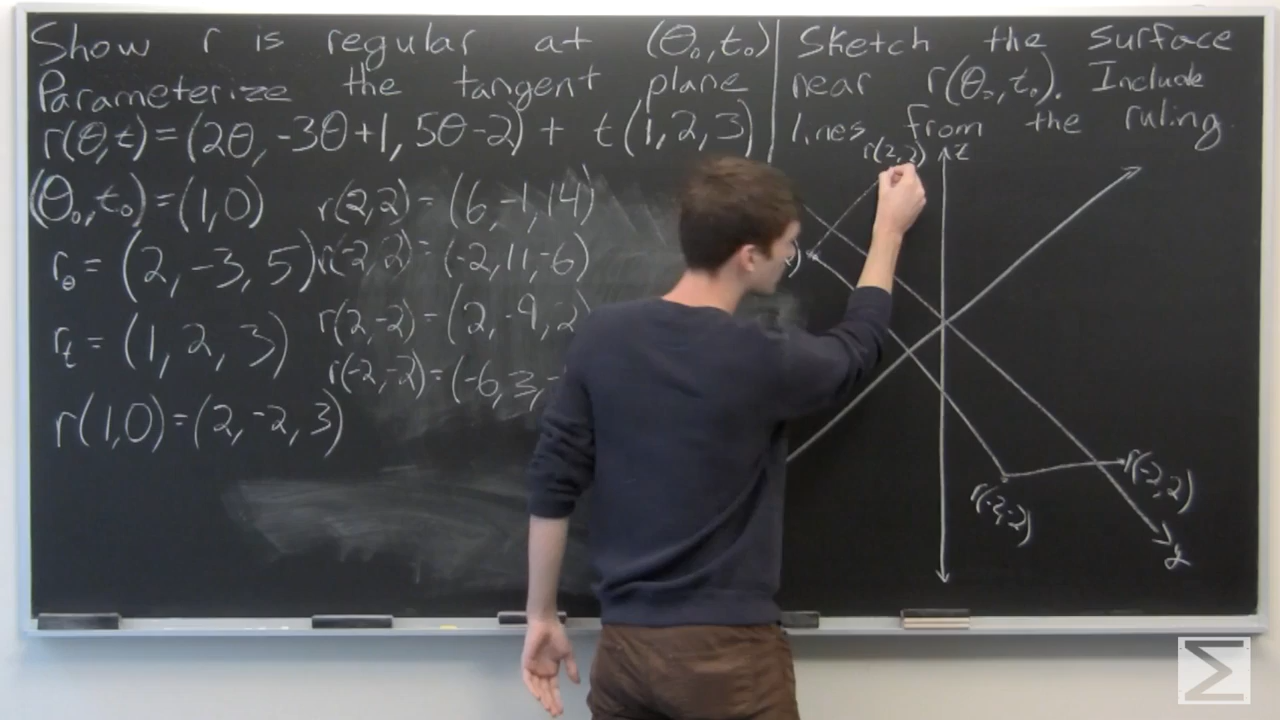 Show r is regular at (θ₀,t₀)
Parameterize the tangent plane
r(θ,t)=(2θ, -3θ+1, 5θ-2) + t(1,2,3)
(θ₀,t₀)=(1,0)
r_θ = (2, -3, 5)
r_t = (1, 2, 3)
r(1,0)=(2,-2,3)
r(2,2)=(6,-1,14)
r(-2,2)=(-2,11,-6)
r(2,-2)=(2,-9,2)
r(-2,-2)=(-6,3,-
Sketch the surface
near r(θ₀,t₀). Include
lines from the ruling.
r(2,2)
z
r(-2,2)
r(-2,-2)
y
Σ